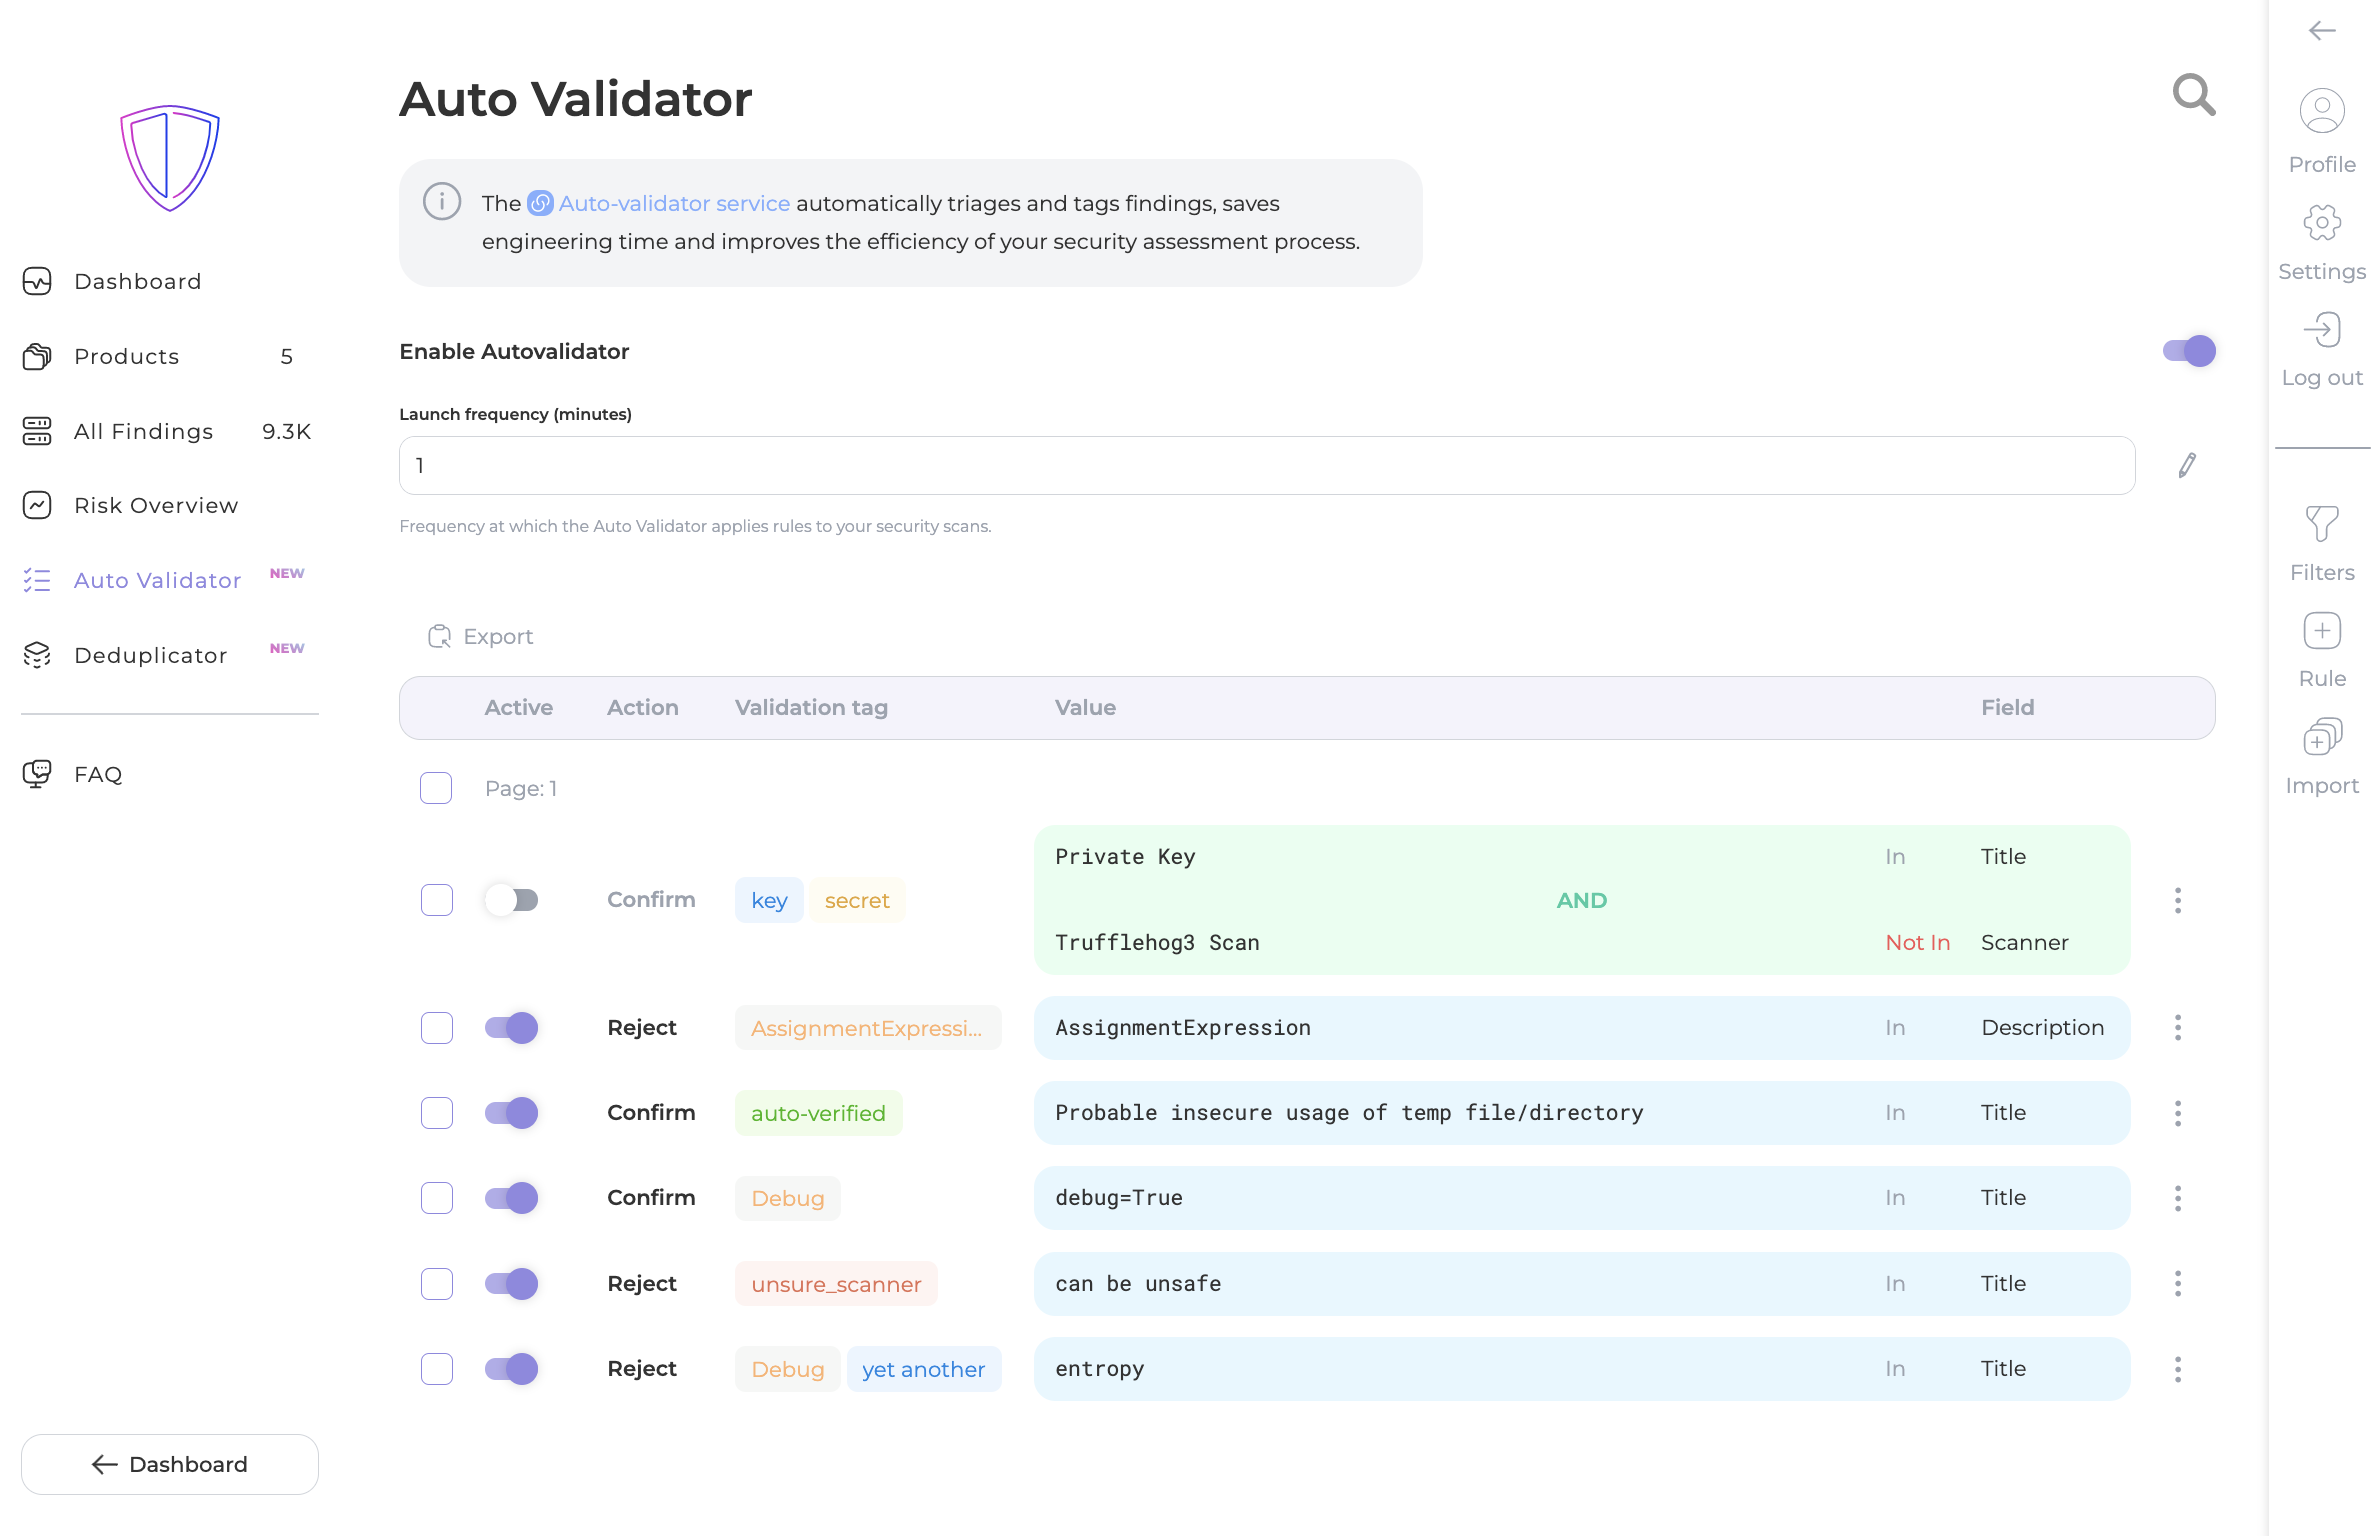 Auto Validator
The Auto-validator service automatically triages and tags findings, saves
engineering time and improves the efficiency of your security assessment process.
Dashboard
Products 5
All Findings 9.3K
Risk Overview
Auto Validator NEW
Deduplicator NEW
FAQ
Dashboard
Enable Autovalidator
Launch frequency (minutes)
1
Frequency at which the Auto Validator applies rules to your security scans.
Export
Active Action Validation tag Value Field
Page: 1
Private Key In Title
Confirm key secret AND
Trufflehog3 Scan Not In Scanner
Reject AssignmentExpressi... AssignmentExpression In Description
Confirm auto-verified Probable insecure usage of temp file/directory In Title
Confirm Debug debug=True In Title
Reject unsure_scanner can be unsafe In Title
Reject Debug yet another entropy In Title
Profile
Settings
Log out
Filters
Rule
Import